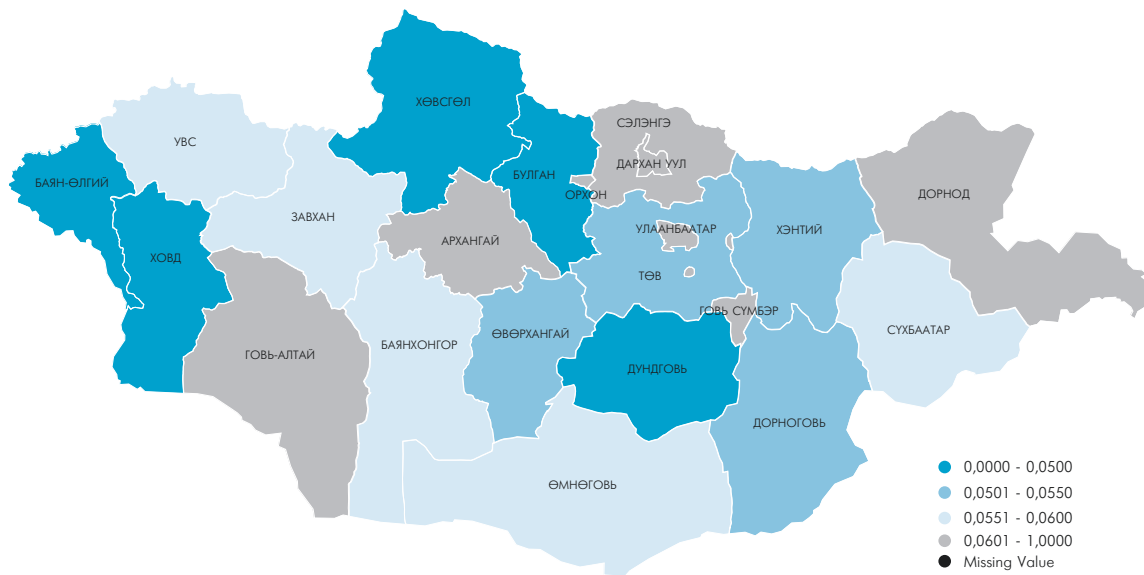 ХӨВСГӨЛ
СЭЛЭНГЭ
УВС
ДАРХАН УУЛ
БАЯН-ӨЛГИЙ
БУЛГАН
ОРХОН
ДОРНОД
ЗАВХАН
УЛААНБААТАР
ХЭНТИЙ
АРХАНГАЙ
ХОВД
ТӨВ
ГОВЬ СҮМБЭР
СҮХБААТАР
ӨВӨРХАНГАЙ
БАЯНХОНГОР
ГОВЬ-АЛТАЙ
ДУНДГОВЬ
ДОРНОГОВЬ
ӨМНӨГОВЬ
0,0000 - 0,0500
0,0501 - 0,0550
0,0551 - 0,0600
0,0601 - 1,0000
Missing Value